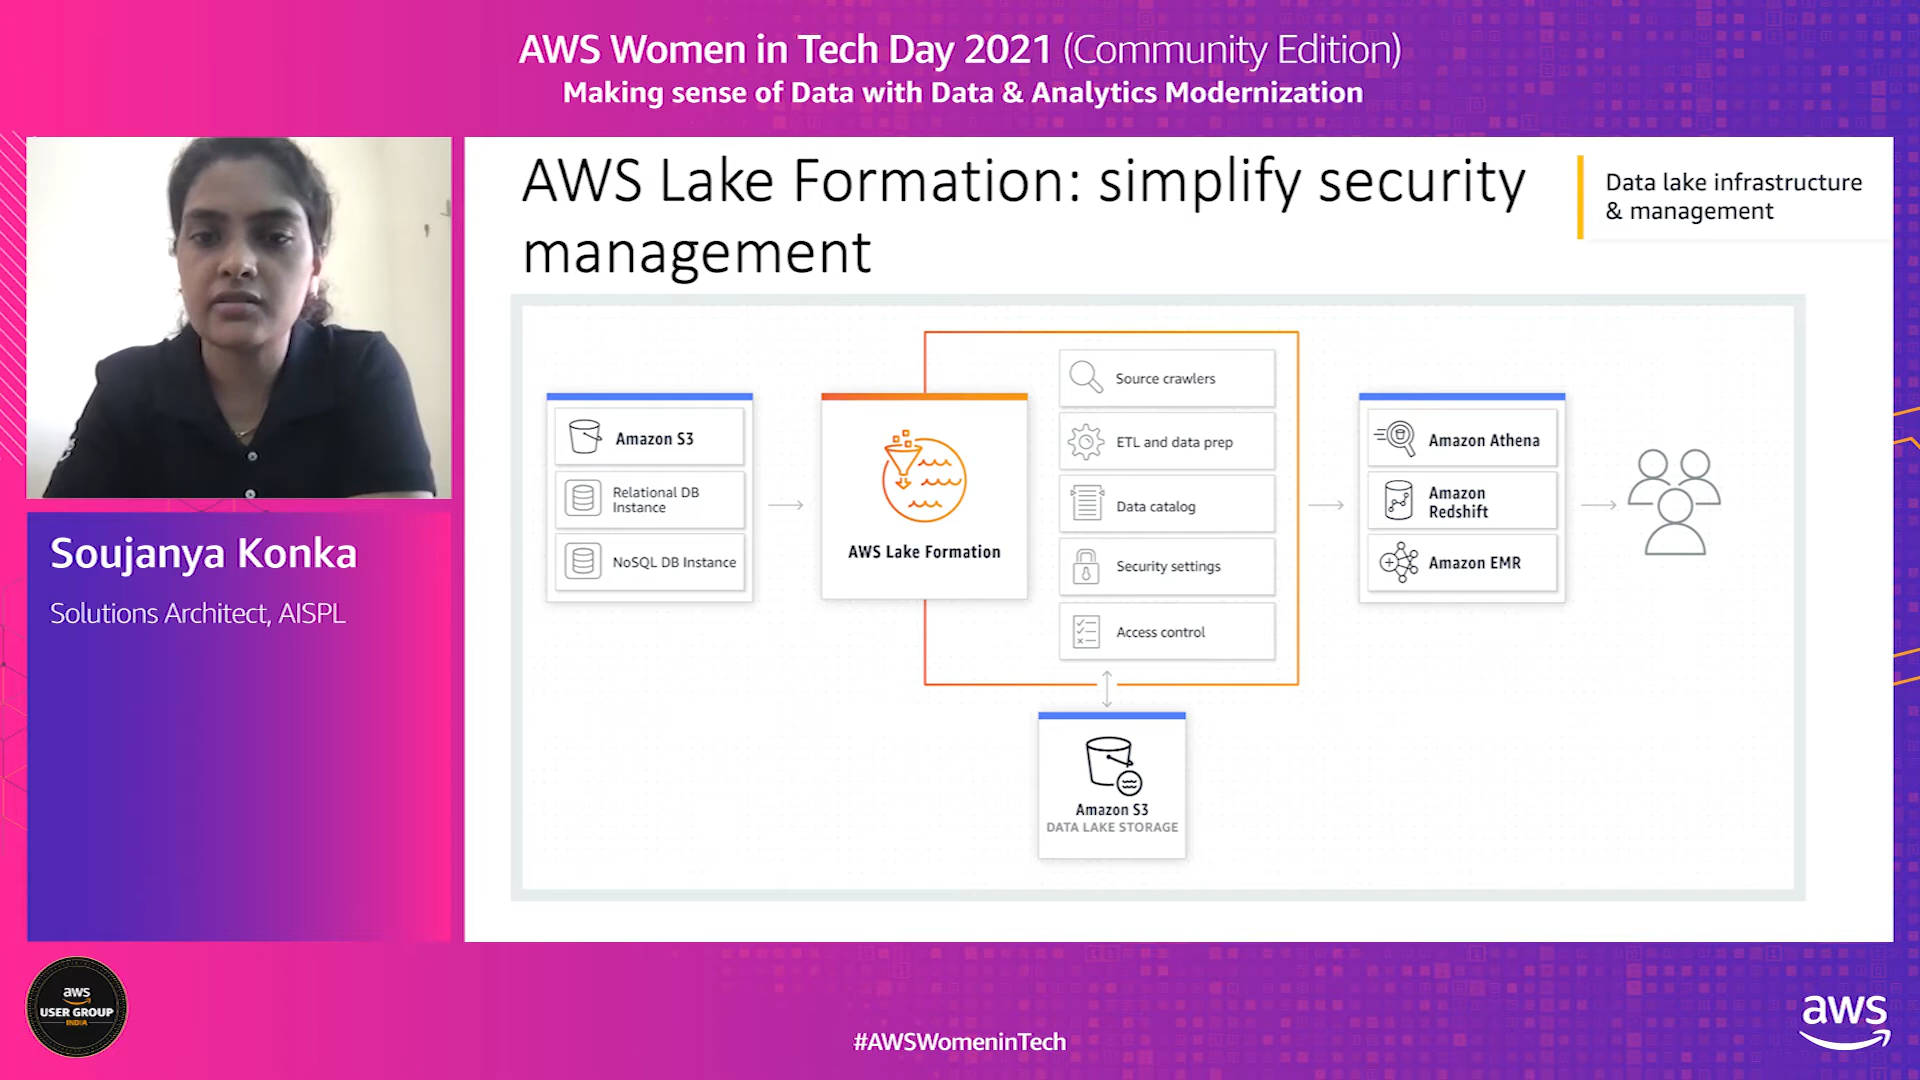 AWS Women in Tech Day 2021 (Community Edition)
Making sense of Data with Data & Analytics Modernization
AWS Lake Formation: simplify security
management
Data lake infrastructure
& management
Amazon S3
Relational DB
Instance
NoSQL DB Instance
AWS Lake Formation
Source crawlers
ETL and data prep
Data catalog
Security settings
Access control
Amazon Athena
Amazon
Redshift
Amazon EMR
Amazon S3
DATA LAKE STORAGE
Soujanya Konka
Solutions Architect, AISPL
aws
USER GROUP
INDIA
#AWSWomeninTech
aws